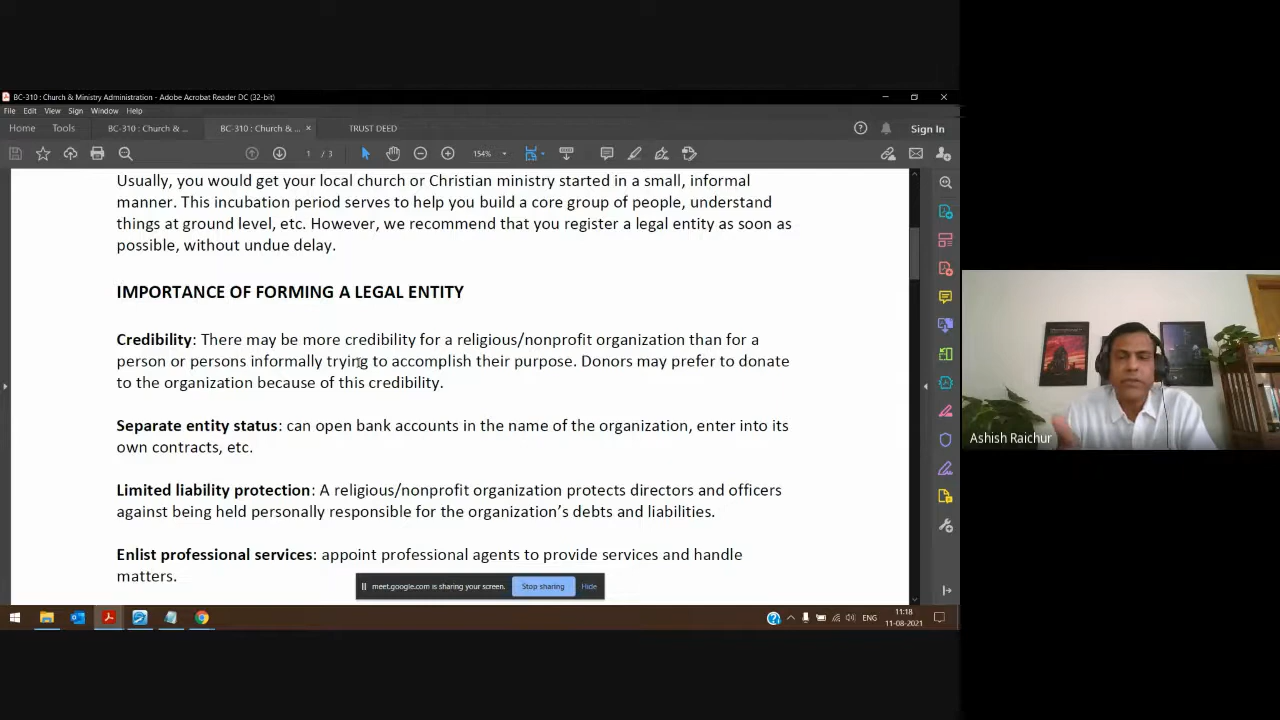 BC-310 : Church & Ministry Administration - Adobe Acrobat Reader DC (32-bit)
File Edit View Sign Window Help
Home Tools BC-310 : Church & ... BC-310 : Church & ... × TRUST DEED Sign In
1 / 3 154%
Usually, you would get your local church or Christian ministry started in a small, informal
manner. This incubation period serves to help you build a core group of people, understand
things at ground level, etc. However, we recommend that you register a legal entity as soon as
possible, without undue delay.
IMPORTANCE OF FORMING A LEGAL ENTITY
Credibility: There may be more credibility for a religious/nonprofit organization than for a
person or persons informally trying to accomplish their purpose. Donors may prefer to donate
to the organization because of this credibility.
Separate entity status: can open bank accounts in the name of the organization, enter into its
own contracts, etc.
Limited liability protection: A religious/nonprofit organization protects directors and officers
against being held personally responsible for the organization's debts and liabilities.
Enlist professional services: appoint professional agents to provide services and handle
matters.
meet.google.com is sharing your screen. Stop sharing Hide
ENG 11:18
11-08-2021
Ashish Raichur